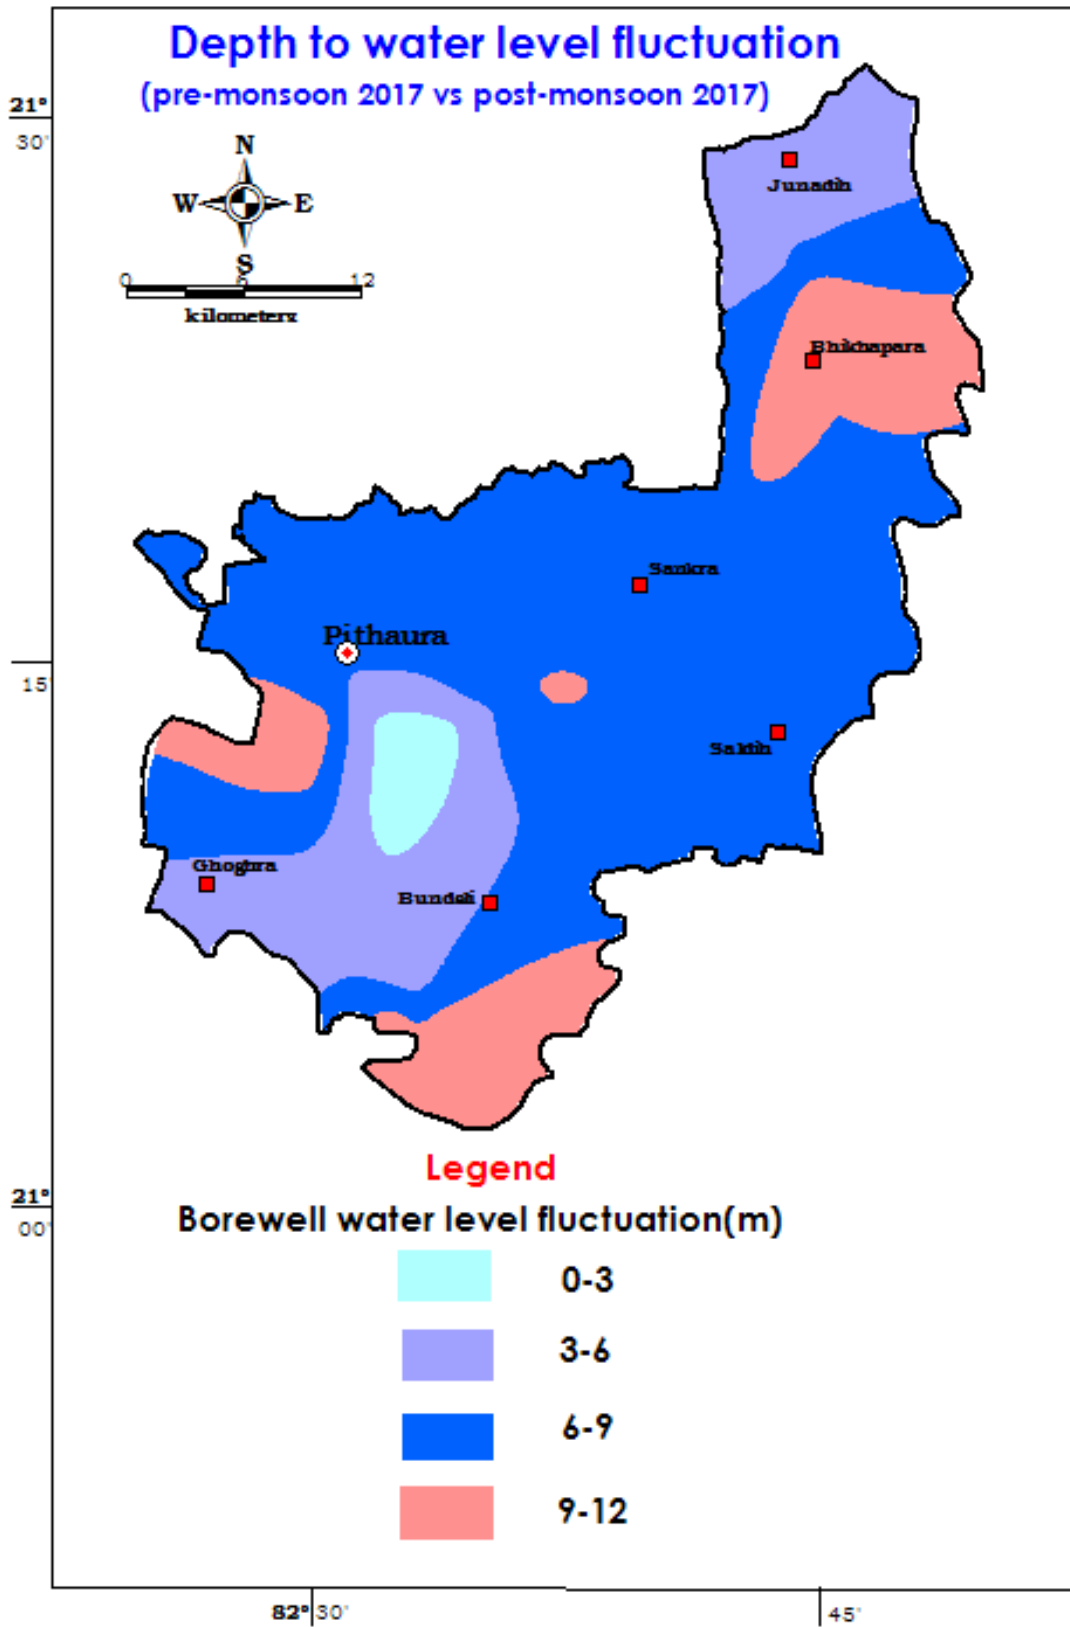 Depth to water level fluctuation
(pre-monsoon 2017 vs post-monsoon 2017)
21°
30'
N
W E
S
0 6 12
kilometers
Junadih
Bhikhapara
Sankra
Pithaura
15'
Saldih
Ghoghra
Bundeli
Legend
21°
00'
Borewell water level fluctuation(m)
0-3
3-6
6-9
9-12
82° 30'
45'